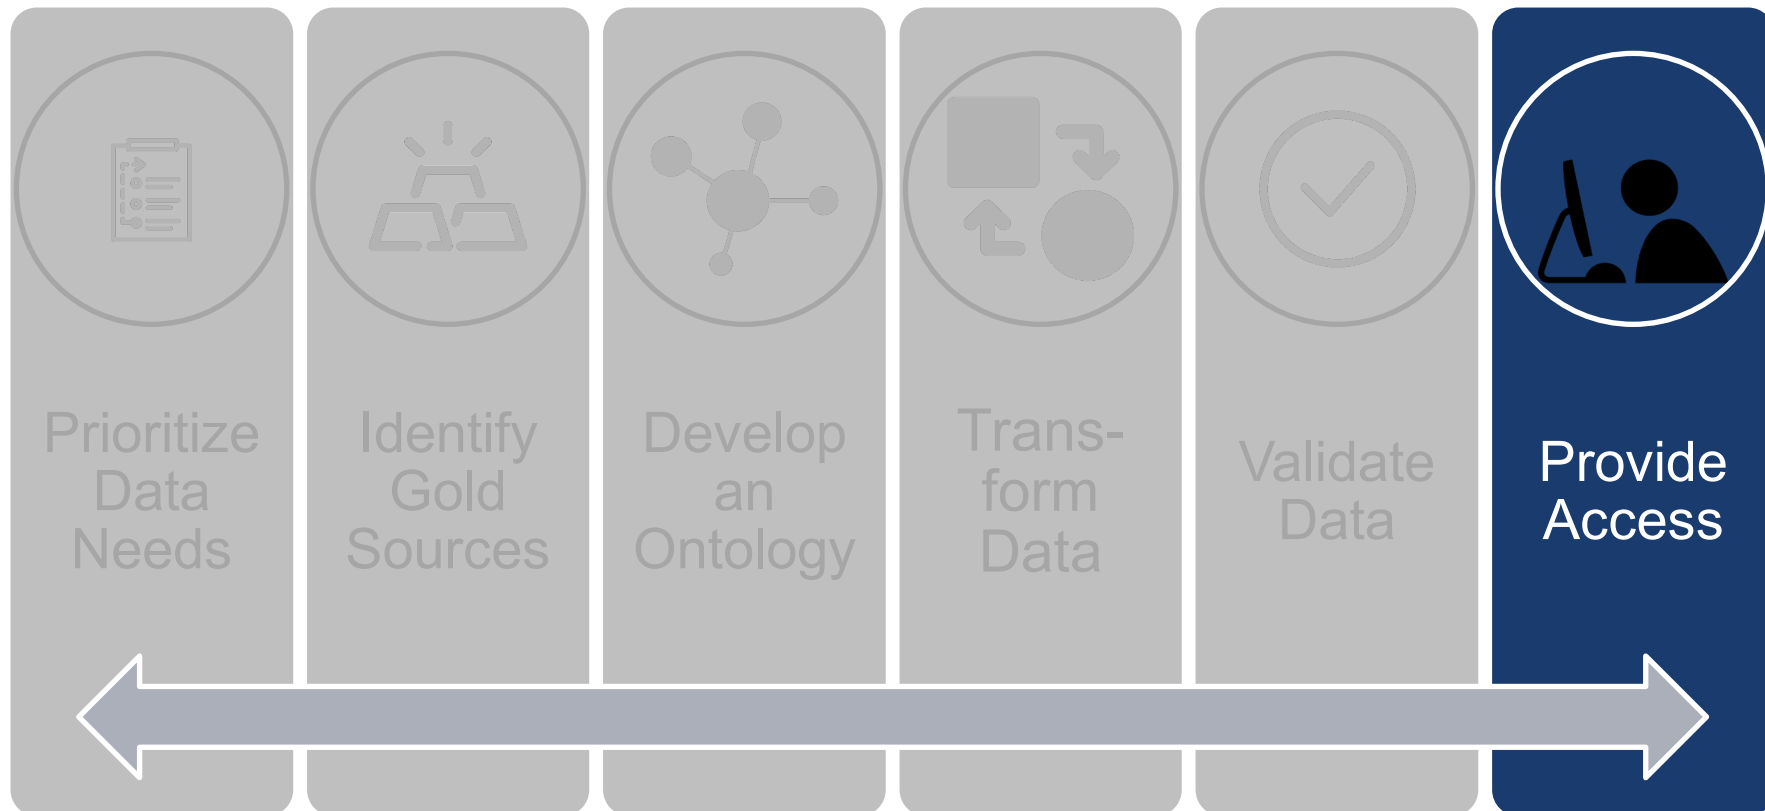 Prioritize
Data
Needs
Identify
Gold
Sources
Develop
an
Ontology
Trans-
form
Data
Validate
Data
Provide
Access